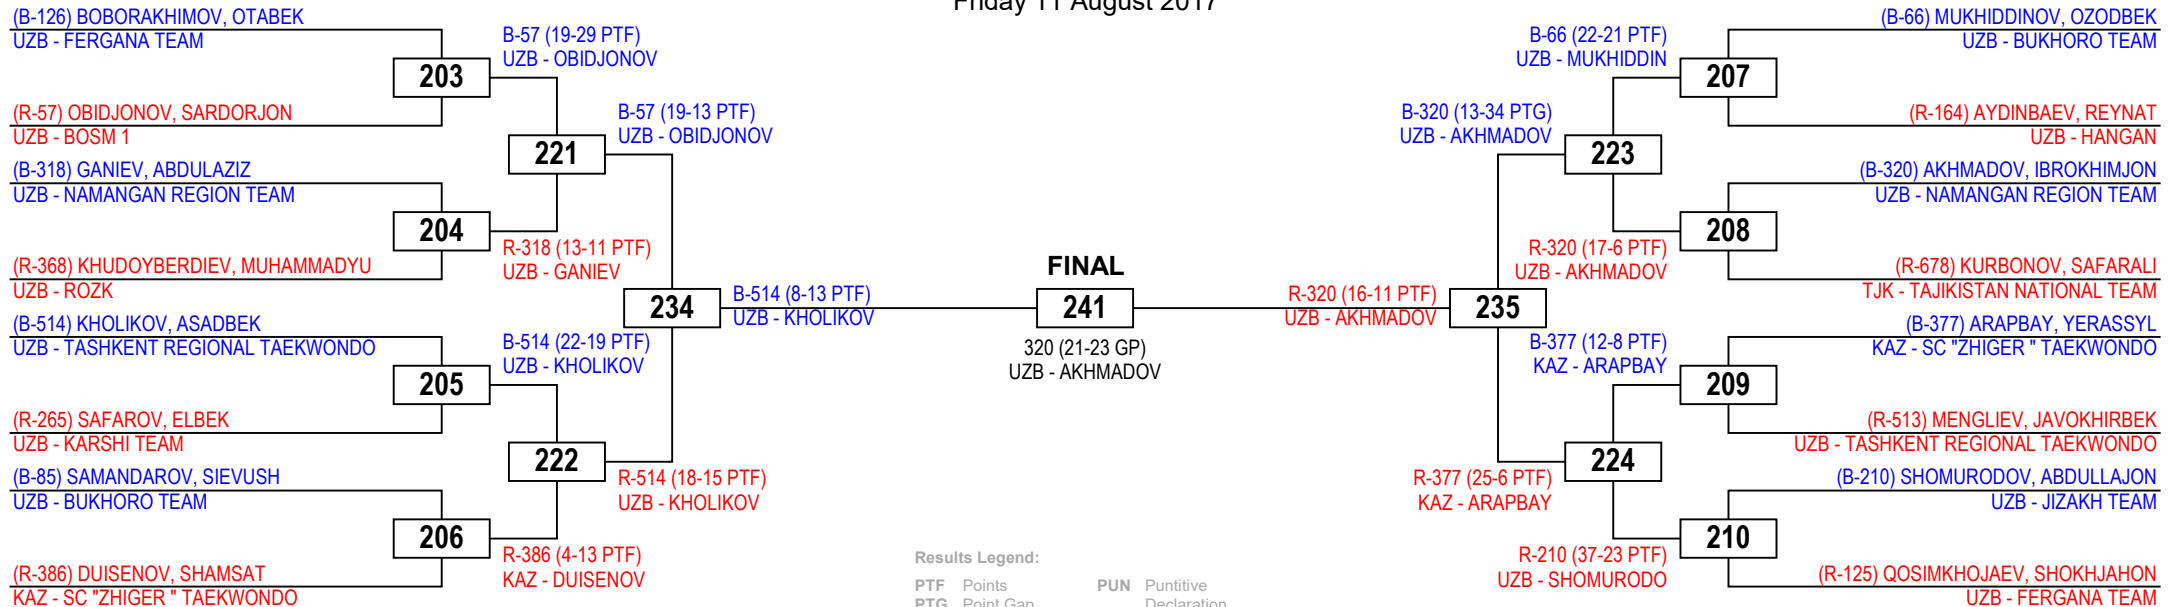 Friday 11 August 2017
(B-126) BOBORAKHIMOV, OTABEK
UZB - FERGANA TEAM
B-57 (19-29 PTF)
UZB - OBIDJONOV
203
(R-57) OBIDJONOV, SARDORJON
UZB - BOSM 1
B-57 (19-13 PTF)
UZB - OBIDJONOV
221
(B-318) GANIEV, ABDULAZIZ
UZB - NAMANGAN REGION TEAM
204
R-318 (13-11 PTF)
UZB - GANIEV
(R-368) KHUDOYBERDIEV, MUHAMMADYU
UZB - ROZK
234
B-514 (8-13 PTF)
UZB - KHOLIKOV
(B-514) KHOLIKOV, ASADBEK
UZB - TASHKENT REGIONAL TAEKWONDO
B-514 (22-19 PTF)
UZB - KHOLIKOV
205
(R-265) SAFAROV, ELBEK
UZB - KARSHI TEAM
222
R-514 (18-15 PTF)
UZB - KHOLIKOV
(B-85) SAMANDAROV, SIEVUSH
UZB - BUKHORO TEAM
206
R-386 (4-13 PTF)
KAZ - DUISENOV
(R-386) DUISENOV, SHAMSAT
KAZ - SC "ZHIGER " TAEKWONDO
FINAL
241
320 (21-23 GP)
UZB - AKHMADOV
(B-66) MUKHIDDINOV, OZODBEK
UZB - BUKHORO TEAM
B-66 (22-21 PTF)
UZB - MUKHIDDIN
207
(R-164) AYDINBAEV, REYNAT
UZB - HANGAN
B-320 (13-34 PTG)
UZB - AKHMADOV
223
(B-320) AKHMADOV, IBROKHIMJON
UZB - NAMANGAN REGION TEAM
208
R-320 (17-6 PTF)
UZB - AKHMADOV
(R-678) KURBONOV, SAFARALI
TJK - TAJIKISTAN NATIONAL TEAM
R-320 (16-11 PTF)
UZB - AKHMADOV
235
(B-377) ARAPBAY, YERASSYL
KAZ - SC "ZHIGER " TAEKWONDO
B-377 (12-8 PTF)
KAZ - ARAPBAY
209
(R-513) MENGLIEV, JAVOKHIRBEK
UZB - TASHKENT REGIONAL TAEKWONDO
224
R-377 (25-6 PTF)
KAZ - ARAPBAY
(B-210) SHOMURODOV, ABDULLAJON
UZB - JIZAKH TEAM
210
R-210 (37-23 PTF)
UZB - SHOMURODO
(R-125) QOSIMKHOJAEV, SHOKHJAHON
UZB - FERGANA TEAM
Results Legend:
PTF Points PUN Puntitive
PTG Point Gap Declaration